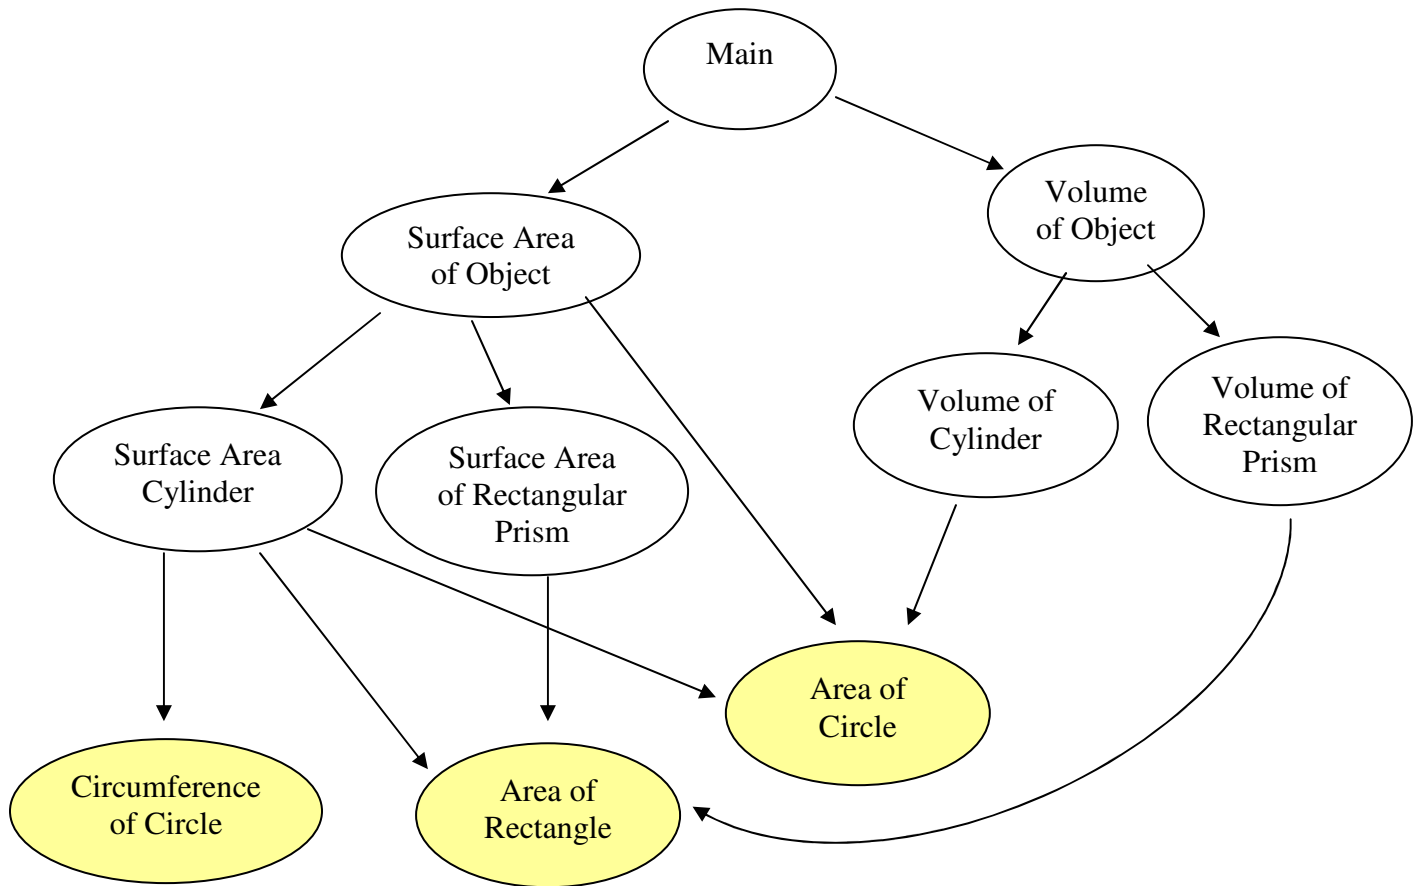 Main
Volume
of Object
Surface Area
of Object
Volume of
Cylinder
Volume of
Rectangular
Prism
Surface Area
Cylinder
Surface Area
of Rectangular
Prism
Area of
Circle
Circumference
of Circle
Area of
Rectangle